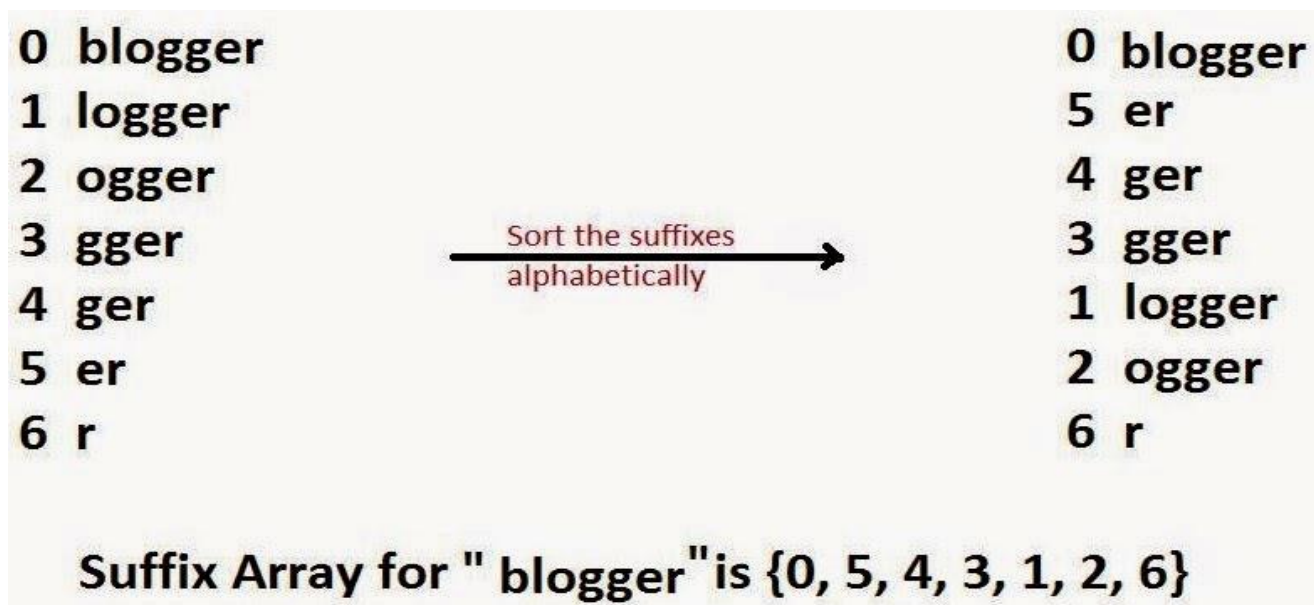 0 blogger
1 logger
2 ogger
3 gger
4 ger
5 er
6 r
Sort the suffixes
alphabetically
0 blogger
5 er
4 ger
3 gger
1 logger
2 ogger
6 r
Suffix Array for " blogger" is {0, 5, 4, 3, 1, 2, 6}